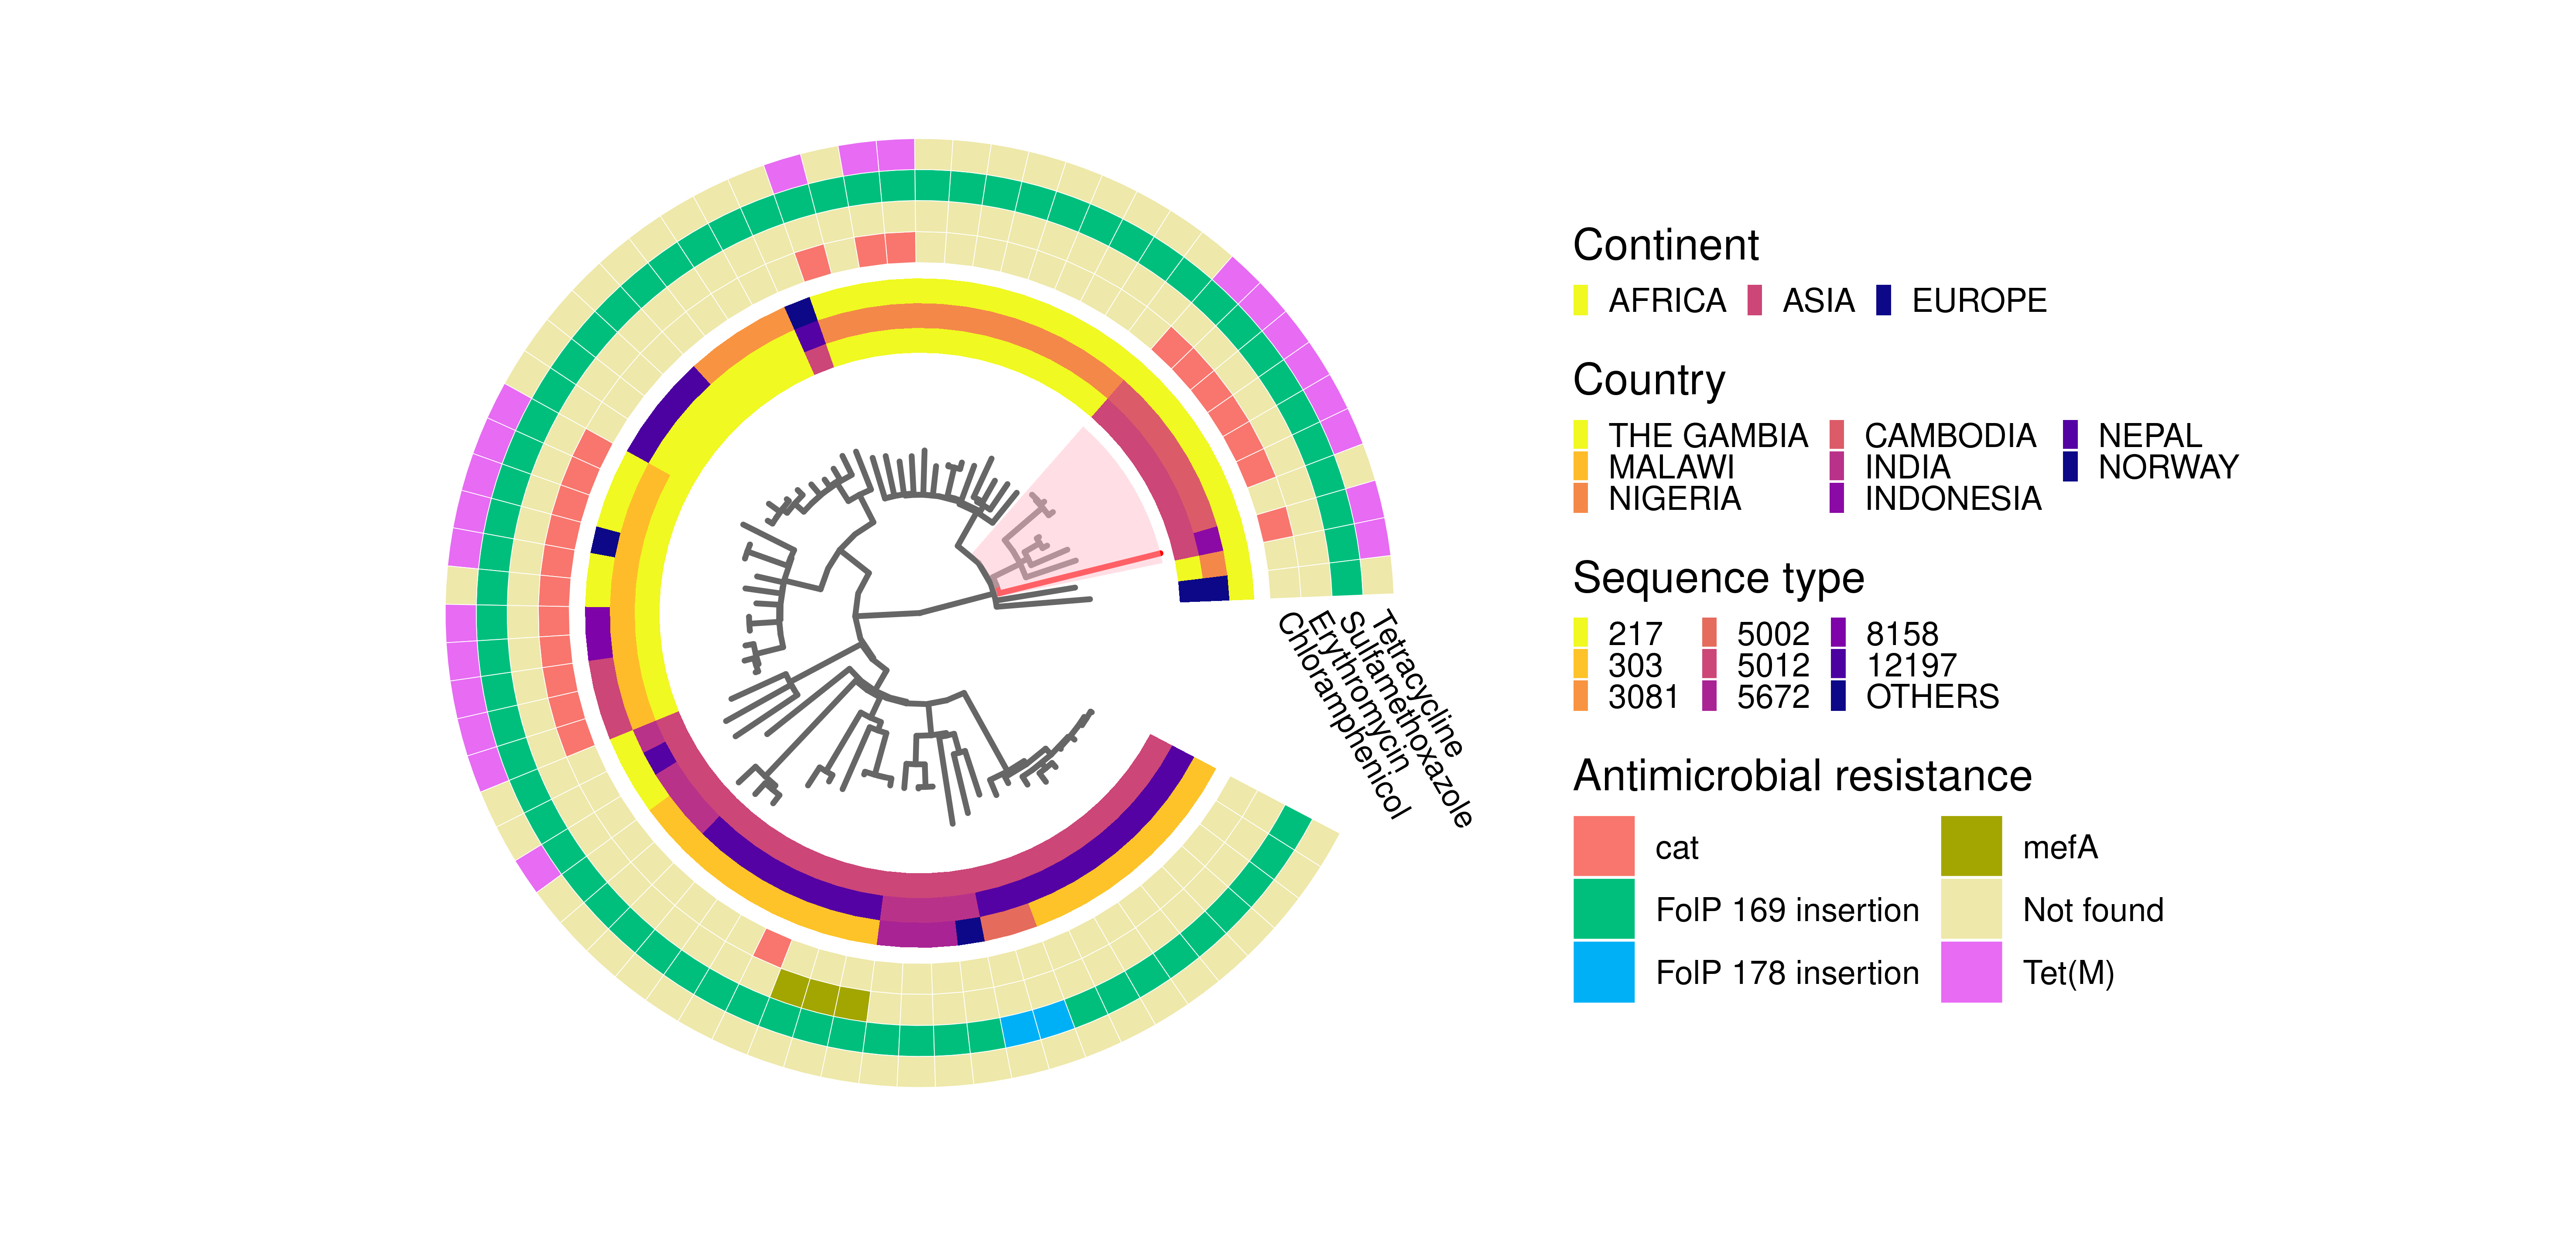 Tetracycline
Sulfamethoxazole
Erythromycin
Chloramphenicol
Continent
AFRICA ASIA EUROPE
Country
THE GAMBIA CAMBODIA NEPAL
MALAWI INDIA NORWAY
NIGERIA INDONESIA
Sequence type
217 5002 8158
303 5012 12197
3081 5672 OTHERS
Antimicrobial resistance
cat mefA
FolP 169 insertion Not found
FolP 178 insertion Tet(M)